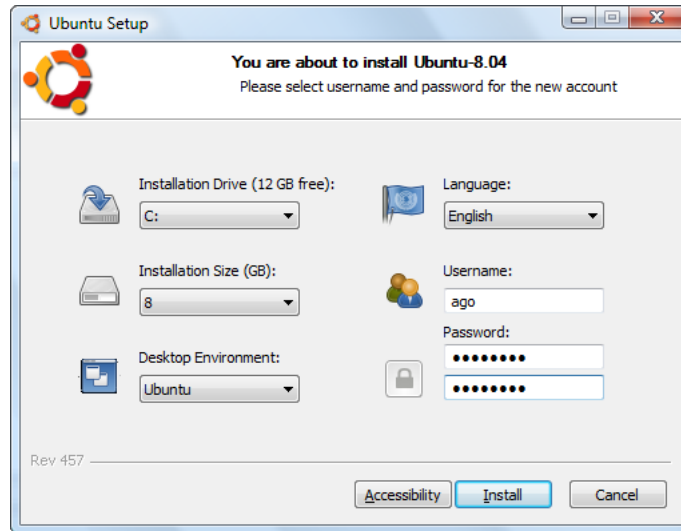 Ubuntu Setup
You are about to install Ubuntu-8.04
Please select username and password for the new account
Installation Drive (12 GB free):
C:
Language:
English
Installation Size (GB):
8
Username:
ago
Password:
••••••••
Desktop Environment:
Ubuntu
••••••••
Rev 457
Accessibility
Install
Cancel